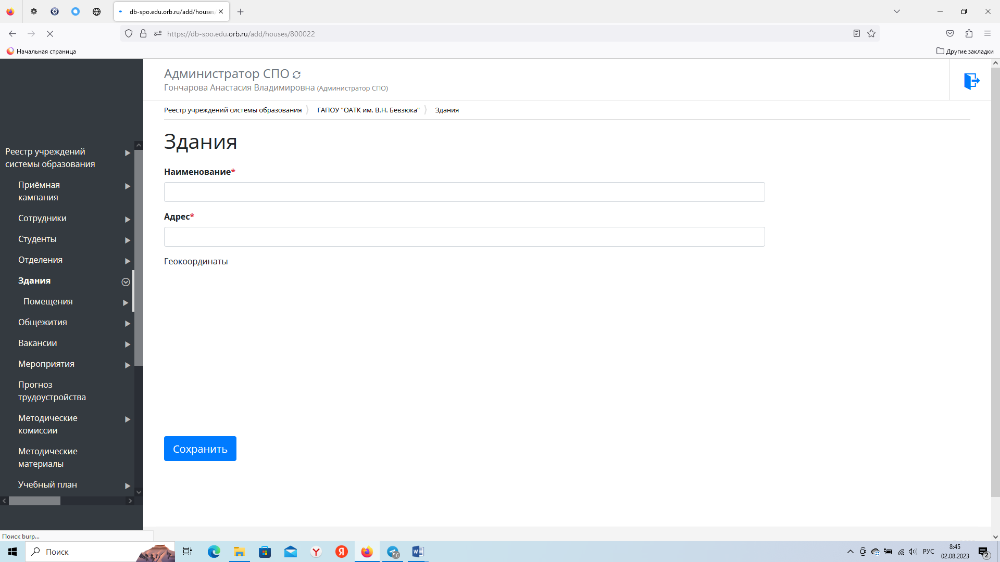 db-spo.edu.orb.ru/add/houses
https://db-spo.edu.orb.ru/add/houses/800022
Начальная страница
Другие закладки
Администратор СПО
Гончарова Анастасия Владимировна (Администратор СПО)
Реестр учреждений системы образования
ГАПОУ "ОАТК им. В.Н. Бевзюка"
Здания
Здания
Наименование*
Адрес*
Геокоординаты
Сохранить
Реестр учреждений
системы образования
Приёмная
кампания
Сотрудники
Студенты
Отделения
Здания
Помещения
Общежития
Вакансии
Мероприятия
Прогноз
трудоустройства
Методические
комиссии
Методические
материалы
Учебный план
Поиск burp...
Поиск
56
РУС
8:45
02.08.2023
2